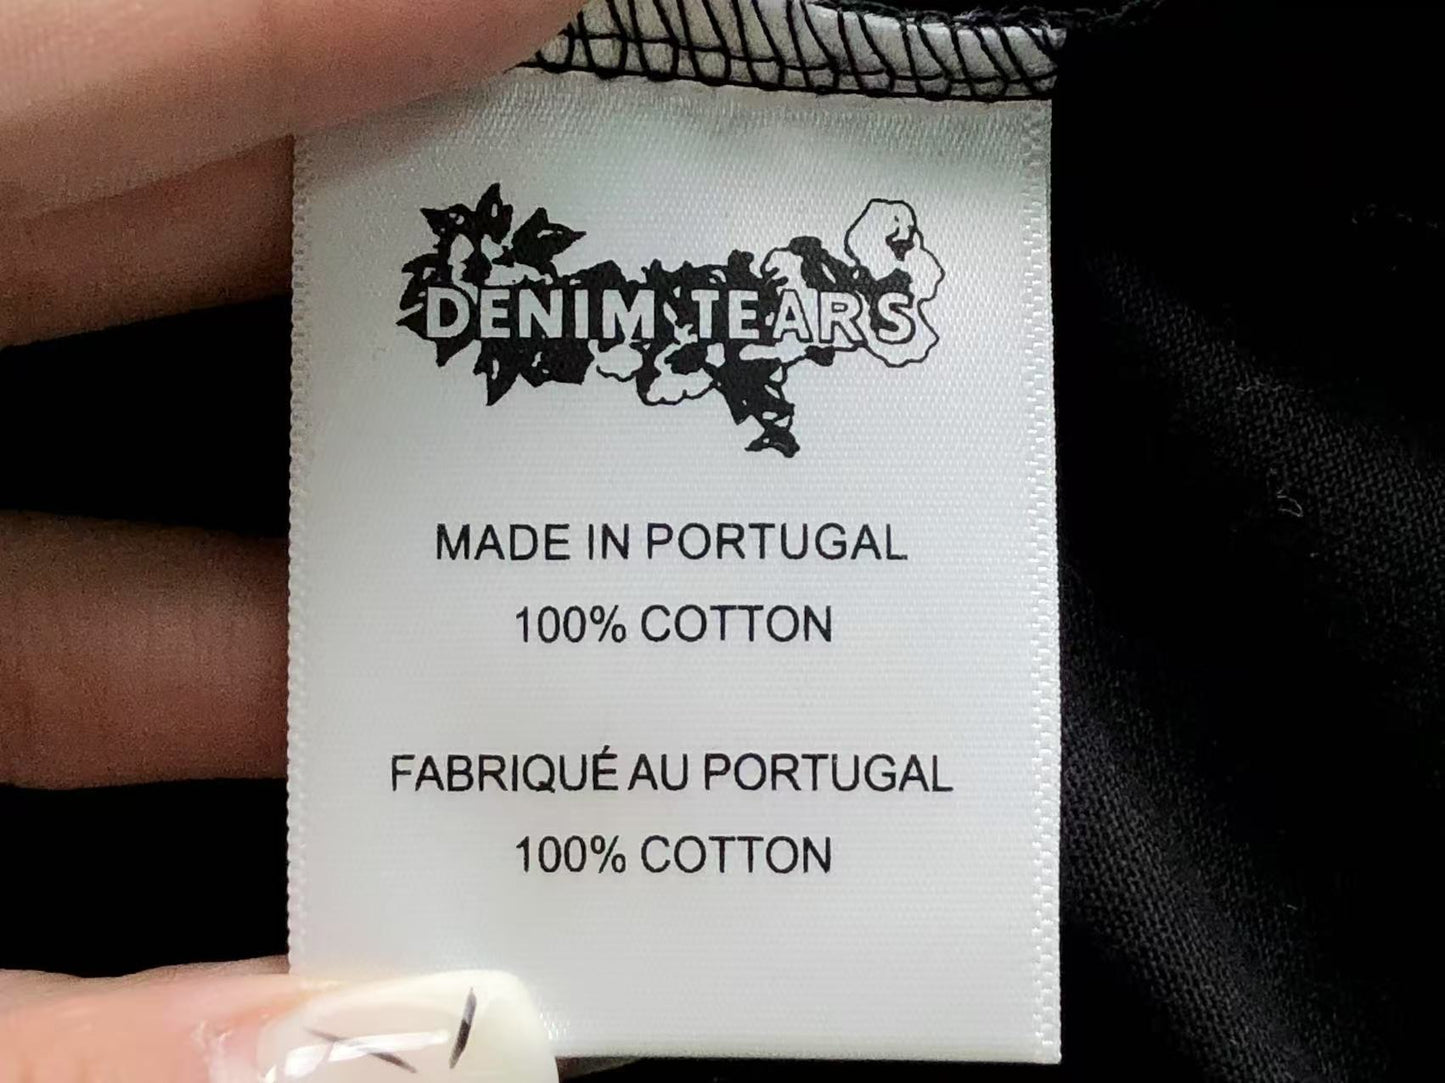 DENIM TEARS
MADE IN PORTUGAL
100% COTTON
FABRIQUÉ AU PORTUGAL
100% COTTON